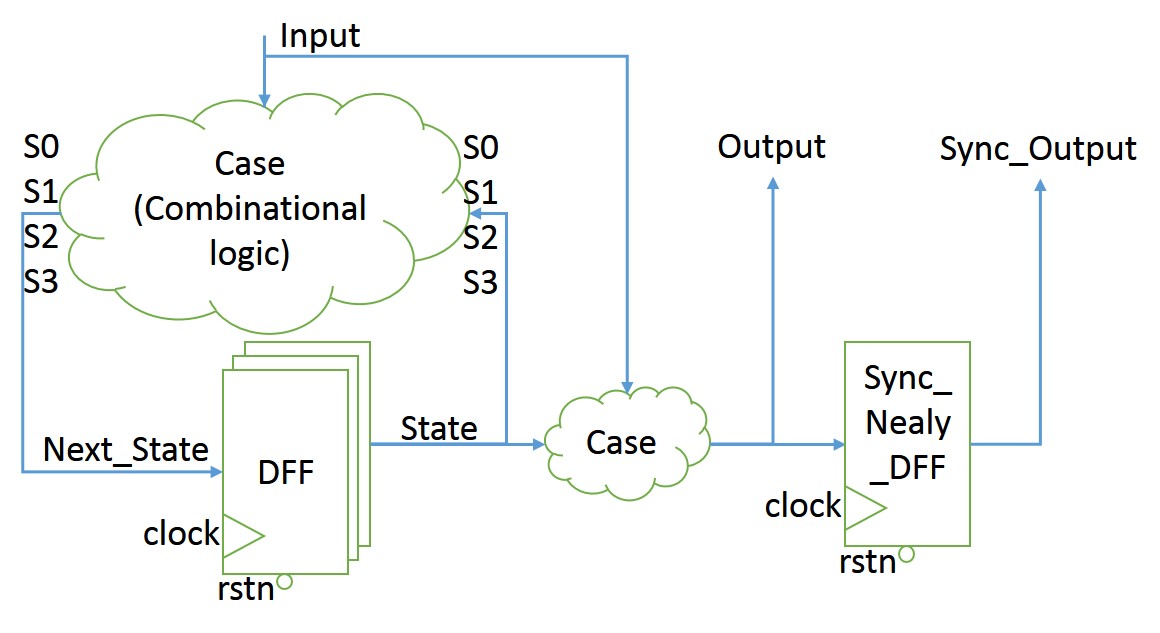 Input
S0
S1
S2
S3
Case
(Combinational
logic)
S0
S1
S2
S3
Output
Sync_Output
Next_State
DFF
clock
rstn
State
Case
Sync_
Nealy
_DFF
clock
rstn